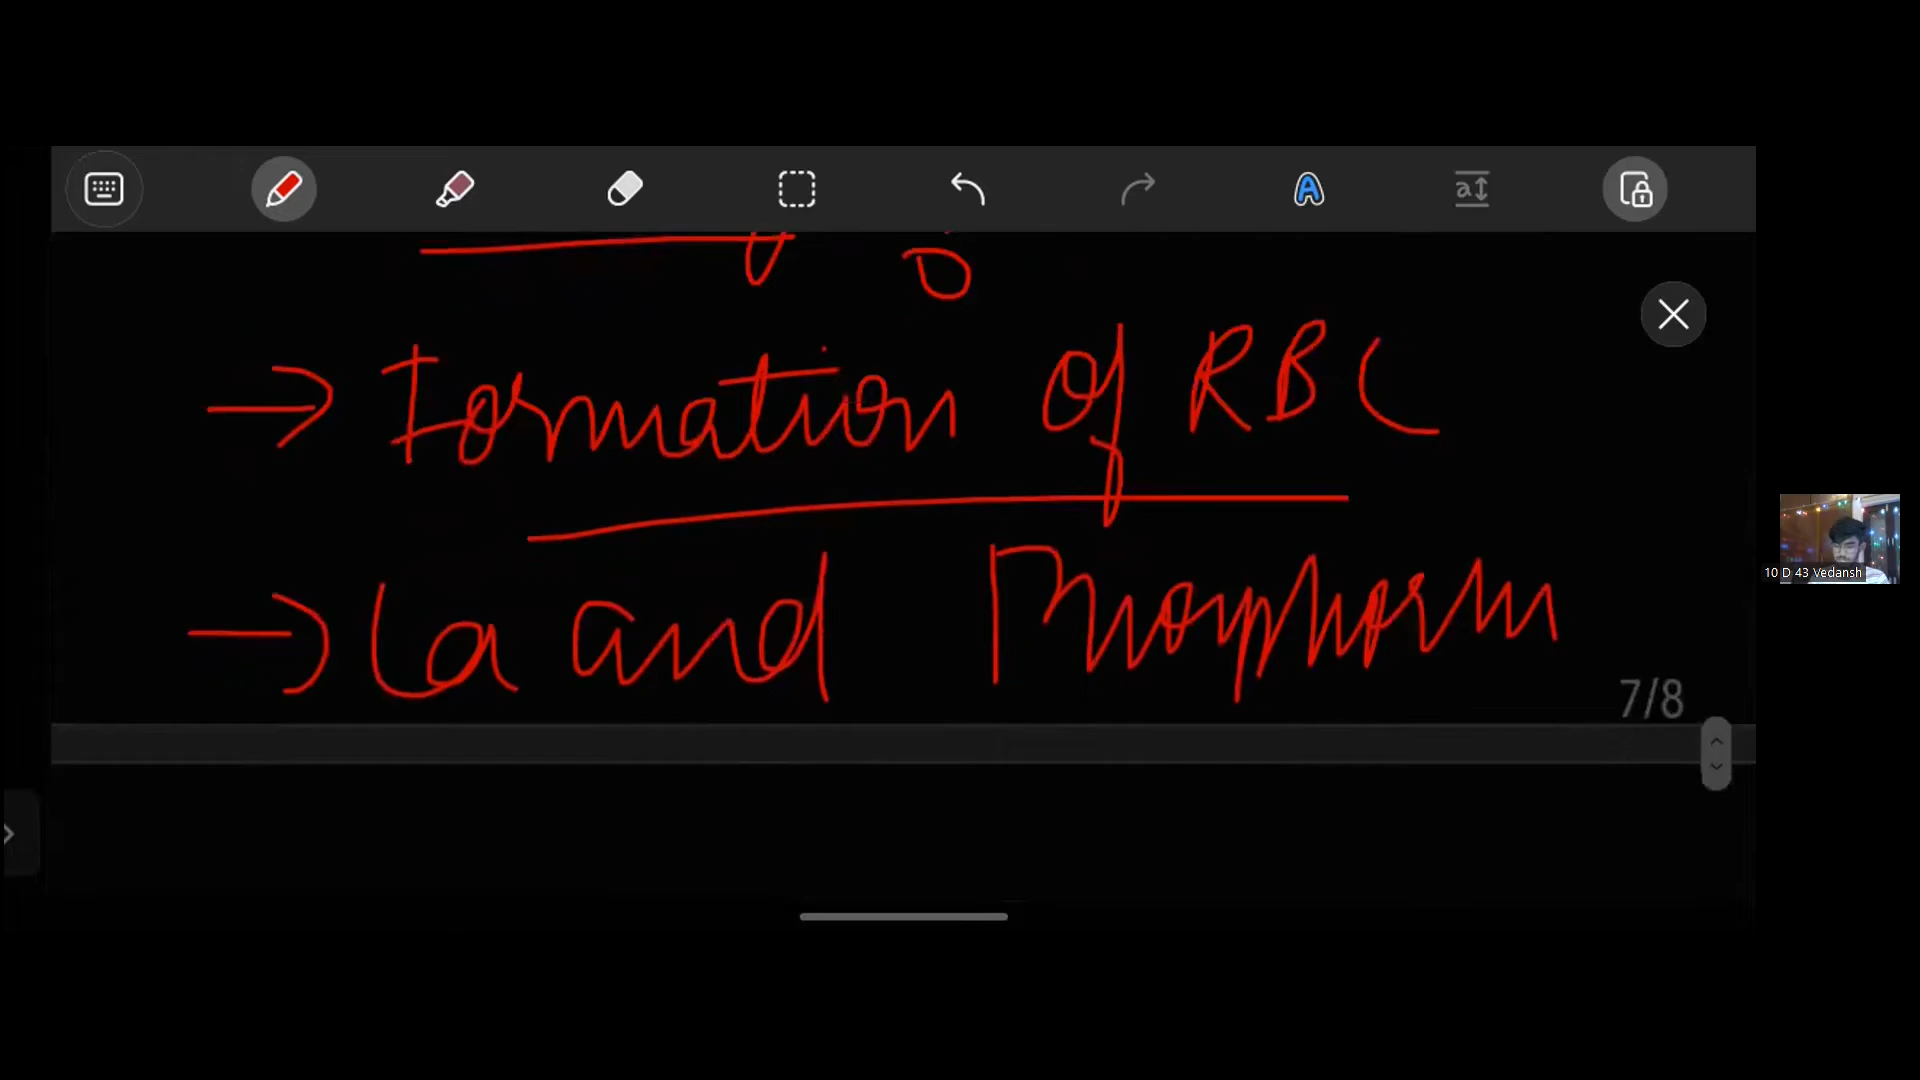 → Formation of RBC
→ Ca and Phosphorus
7/8
10 D 43 Vedansh